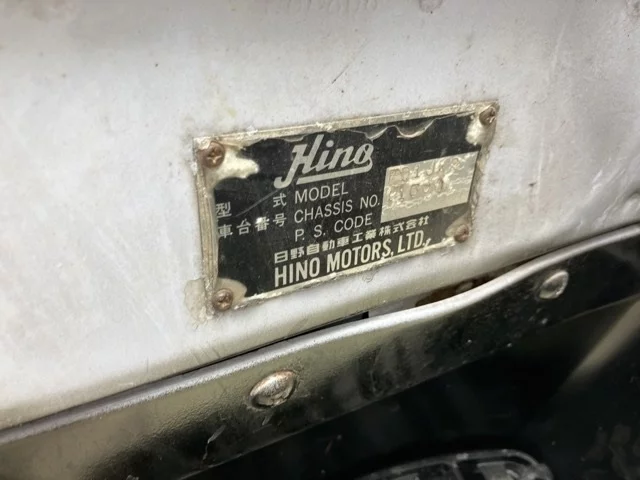 Hino
型式 MODEL
車台番号 CHASSIS NO.
P. S. CODE
日野自動車工業株式会社
HINO MOTORS, LTD.